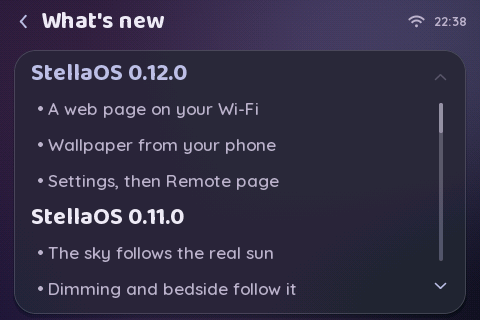 What's new
22:38
StellaOS 0.12.0
• A web page on your Wi-Fi
• Wallpaper from your phone
• Settings, then Remote page
StellaOS 0.11.0
• The sky follows the real sun
• Dimming and bedside follow it